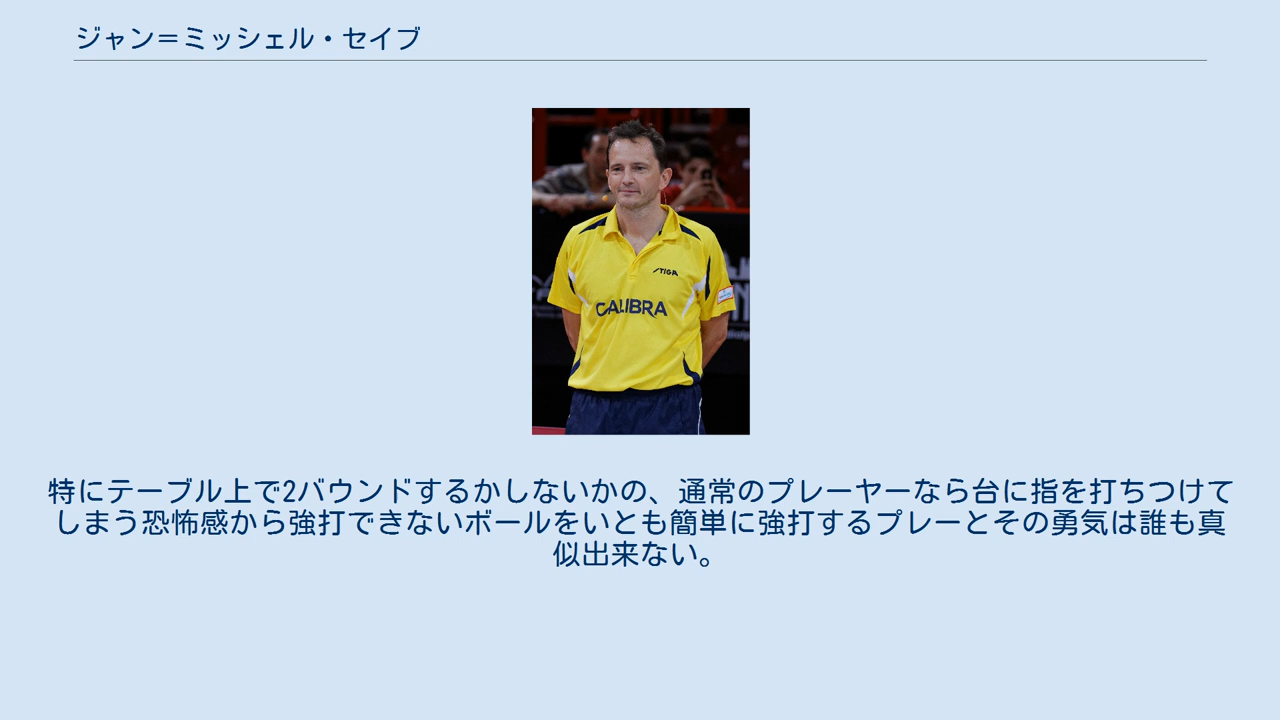 ジャン＝ミッシェル・セイブ
STIGA
CALIBRA
特にテーブル上で2バウンドするかしないかの、通常のプレーヤーなら台に指を打ちつけて
しまう恐怖感から強打できないボールをいとも簡単に強打するプレーとその勇気は誰も真
似出来ない。